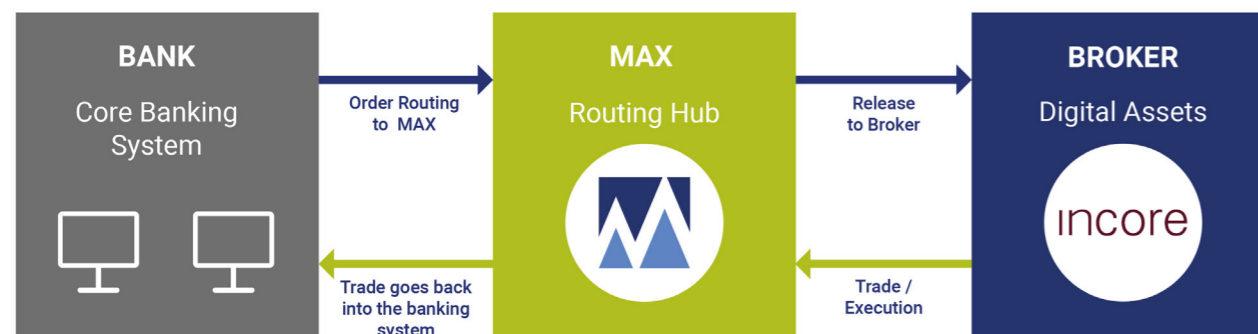 BANK
Core Banking
System
Order Routing
to MAX
Trade goes back
into the banking
system
MAX
Routing Hub
Release
to Broker
Trade /
Execution
BROKER
Digital Assets
incore